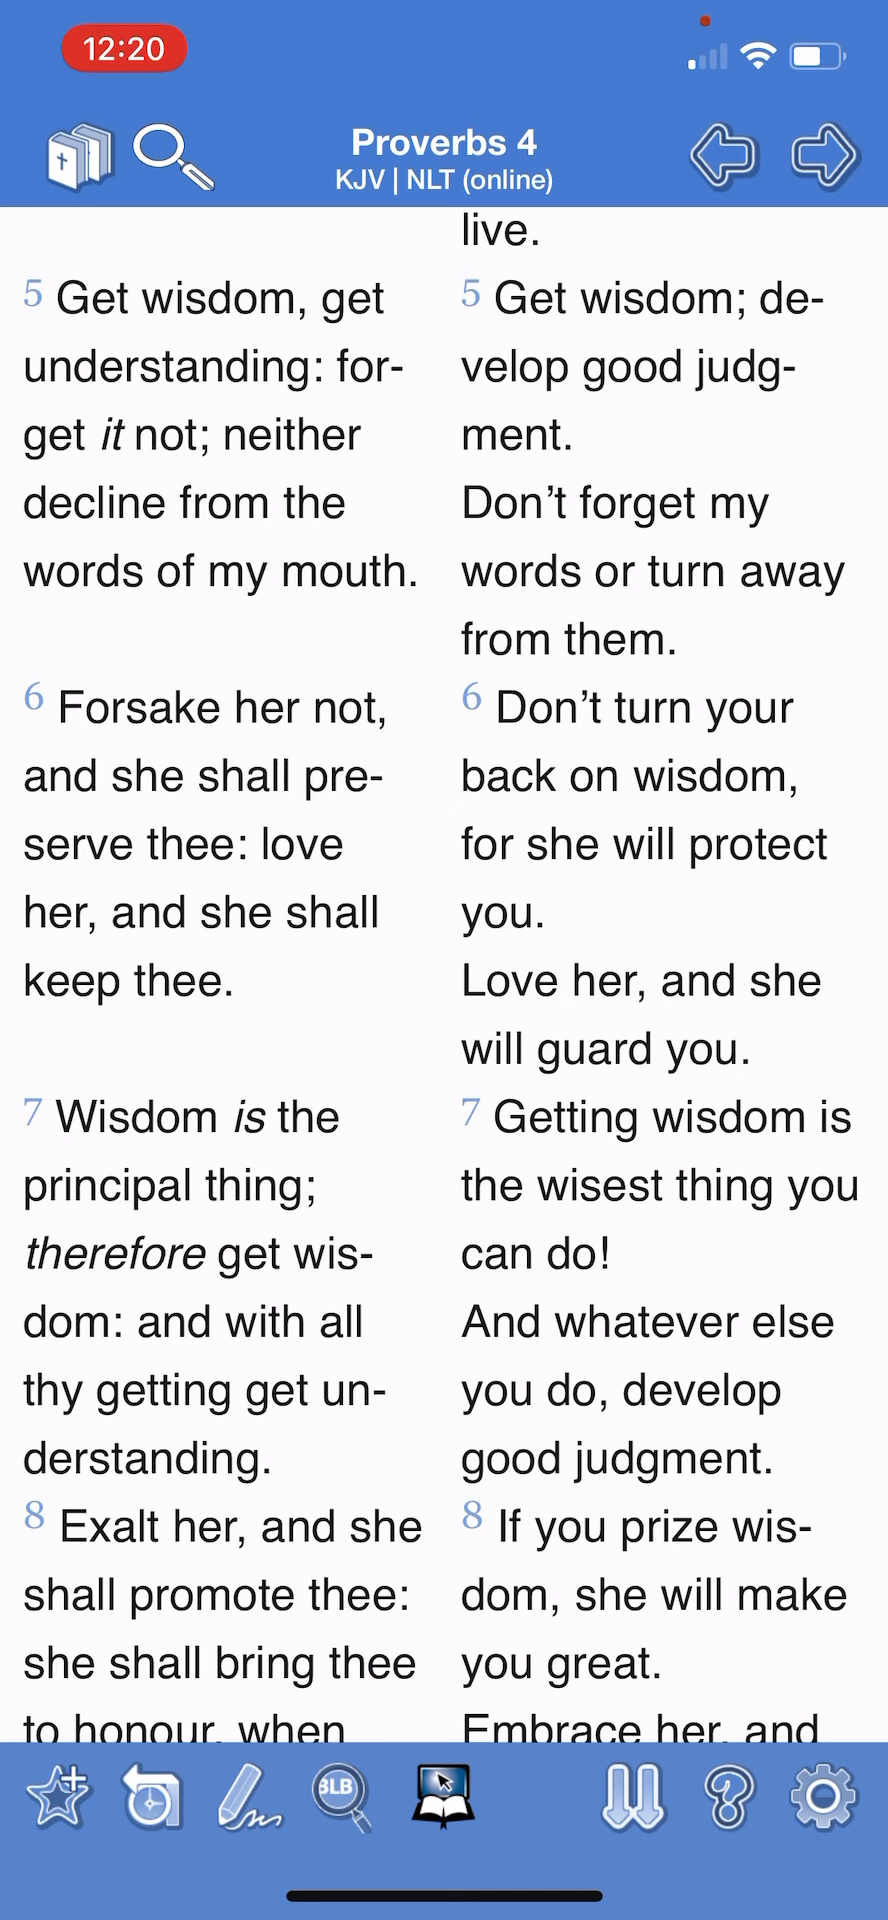 12:20
Proverbs 4
KJV | NLT (online)
live.
5 Get wisdom, get
understanding: for-
get it not; neither
decline from the
words of my mouth.
5 Get wisdom; de-
velop good judg-
ment.
Don’t forget my
words or turn away
from them.
6 Forsake her not,
and she shall pre-
serve thee: love
her, and she shall
keep thee.
6 Don’t turn your
back on wisdom,
for she will protect
you.
Love her, and she
will guard you.
7 Wisdom is the
principal thing;
therefore get wis-
dom: and with all
thy getting get un-
derstanding.
7 Getting wisdom is
the wisest thing you
can do!
And whatever else
you do, develop
good judgment.
8 Exalt her, and she
shall promote thee:
she shall bring thee
to honour, when
8 If you prize wis-
dom, she will make
you great.
Embrace her, and
BLB